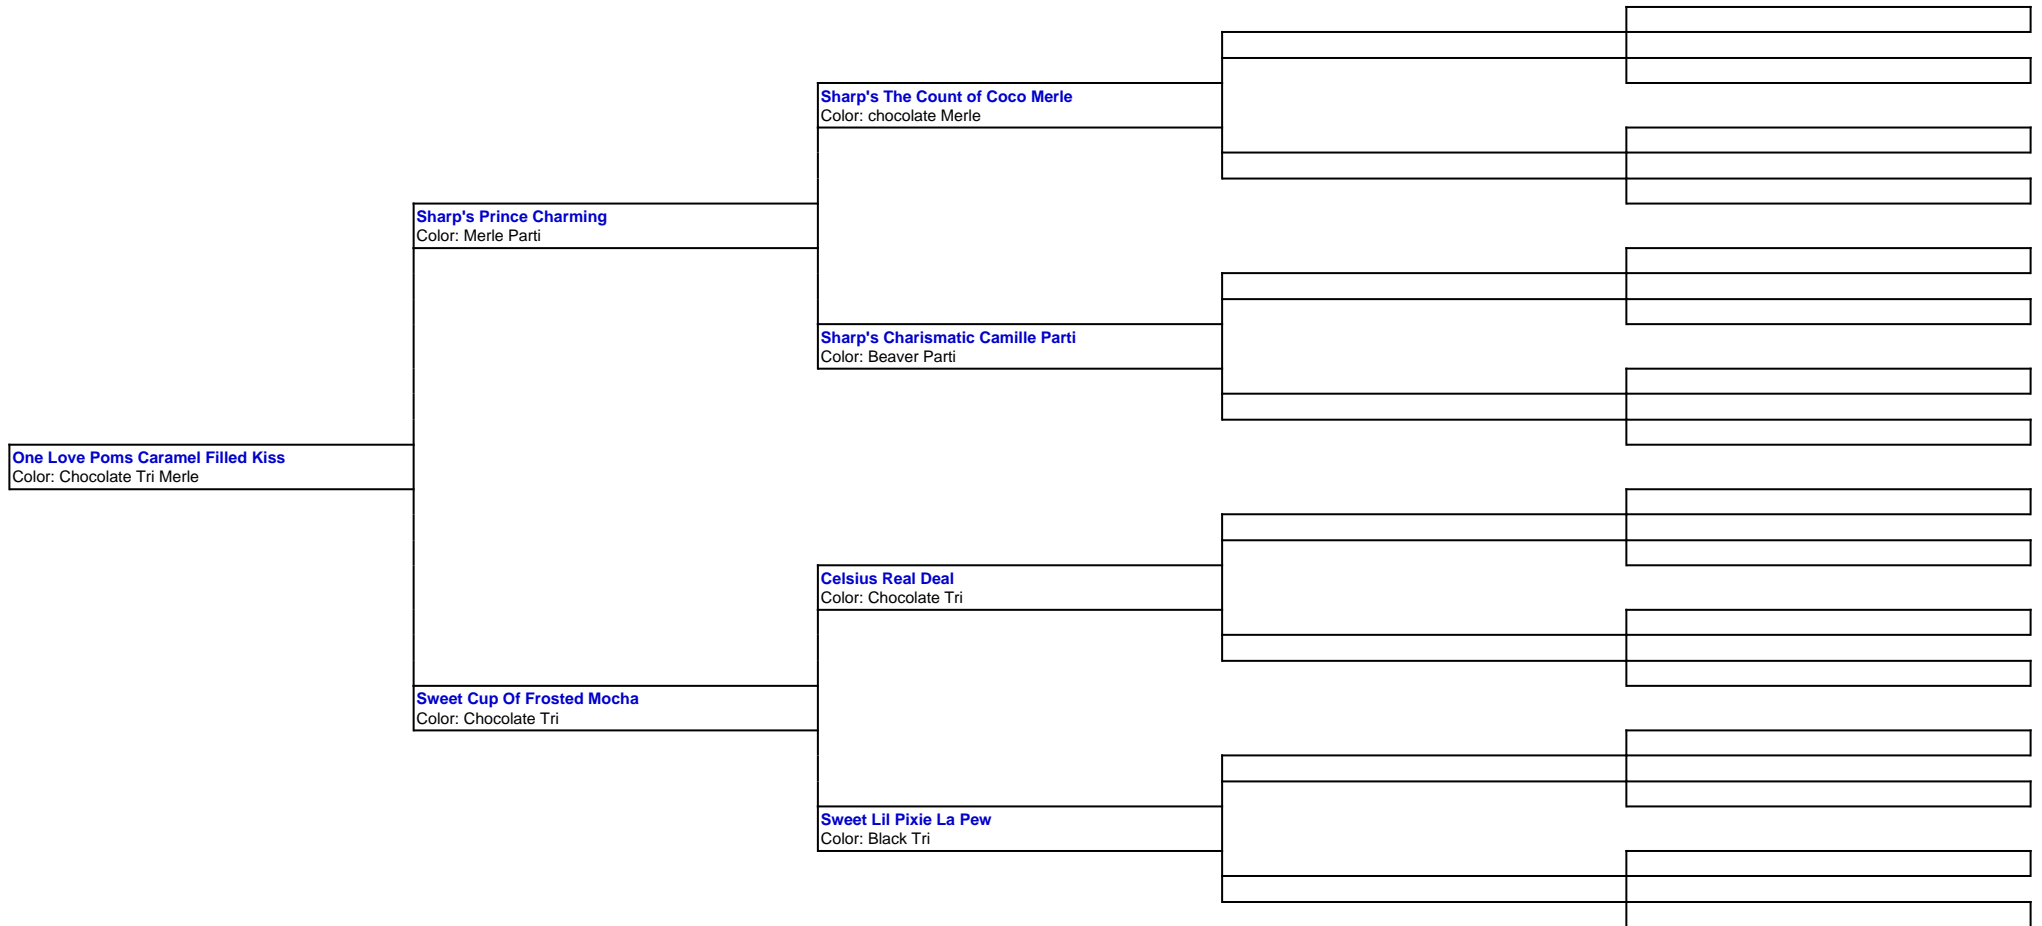 Sharp's The Count of Coco Merle
Color: chocolate Merle
Sharp's Prince Charming
Color: Merle Parti
Sharp's Charismatic Camille Parti
Color: Beaver Parti
One Love Poms Caramel Filled Kiss
Color: Chocolate Tri Merle
Celsius Real Deal
Color: Chocolate Tri
Sweet Cup Of Frosted Mocha
Color: Chocolate Tri
Sweet Lil Pixie La Pew
Color: Black Tri